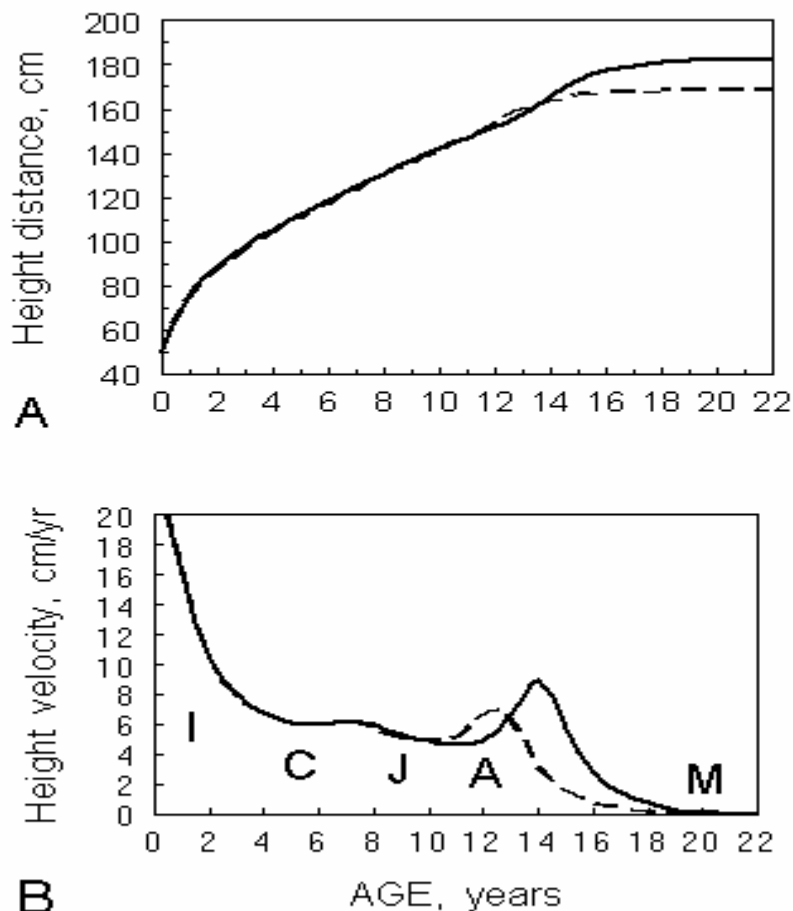 Height distance, cm
200
180
160
140
120
100
80
60
40
0 2 4 6 8 10 12 14 16 18 20 22
A
Height velocity, cm/yr
20
18
16
14
12
10
8
6
4
2
0
I
C
J
A
M
0 2 4 6 8 10 12 14 16 18 20 22
B
AGE, years